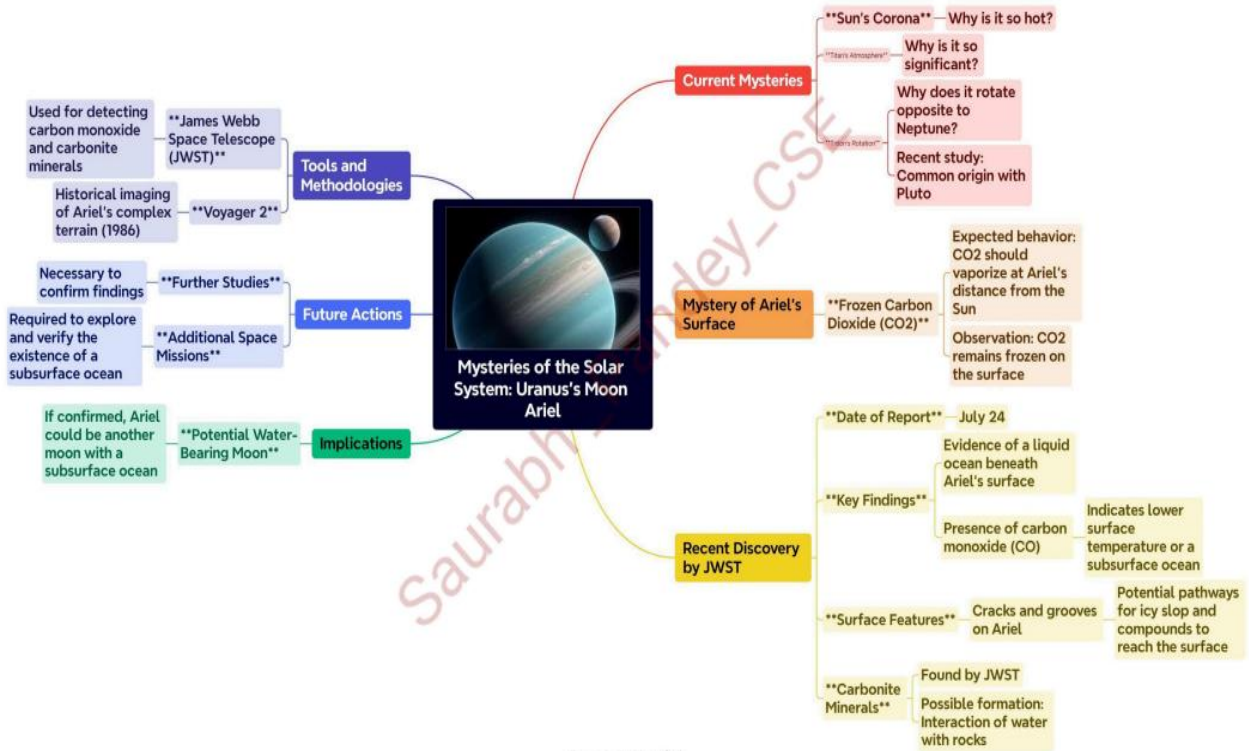 Mysteries of the Solar
System: Uranus's Moon
Ariel
Current Mysteries
**Sun's Corona**
Why is it so hot?
**Titan's Atmosphere**
Why is it so
significant?
**Triton's Rotation**
Why does it rotate
opposite to
Neptune?
Recent study:
Common origin with
Pluto
Mystery of Ariel's
Surface
**Frozen Carbon
Dioxide (CO2)**
Expected behavior:
CO2 should
vaporize at Ariel's
distance from the
Sun
Observation: CO2
remains frozen on
the surface
Recent Discovery
by JWST
**Date of Report**
July 24
**Key Findings**
Evidence of a liquid
ocean beneath
Ariel's surface
Presence of carbon
monoxide (CO)
Indicates lower
surface
temperature or a
subsurface ocean
**Surface Features**
Cracks and grooves
on Ariel
Potential pathways
for icy slop and
compounds to
reach the surface
**Carbonite
Minerals**
Found by JWST
Possible formation:
Interaction of water
with rocks
Tools and
Methodologies
**James Webb
Space Telescope
(JWST)**
Used for detecting
carbon monoxide
and carbonite
minerals
**Voyager 2**
Historical imaging
of Ariel's complex
terrain (1986)
Future Actions
**Further Studies**
Necessary to
confirm findings
**Additional Space
Missions**
Required to explore
and verify the
existence of a
subsurface ocean
Implications
**Potential Water-
Bearing Moon**
If confirmed, Ariel
could be another
moon with a
subsurface ocean
Saurabh_Pandey_CSE